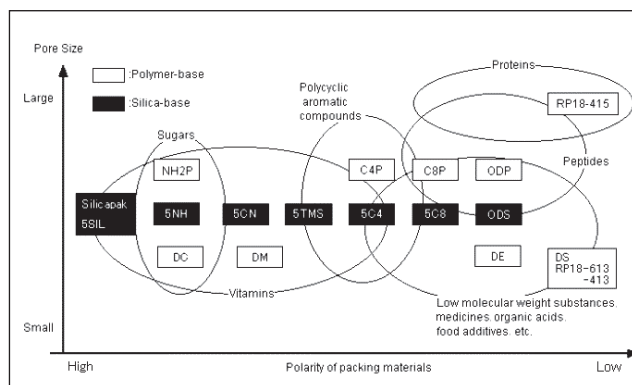 Pore Size
Large
:Polymer-base
:Silica-base
Sugars
Polycyclic
aromatic
compounds
Proteins
RP18-415
Peptides
NH2P
C4P
C8P
ODP
Silicapak
5SIL
5NH
5CN
5TMS
5C4
5C8
ODS
DC
DM
DE
DS
RP18-613
-413
Vitamins
Low molecular weight substances.
medicines. organic acids.
food additives. etc.
Small
High
Polarity of packing materials
Low